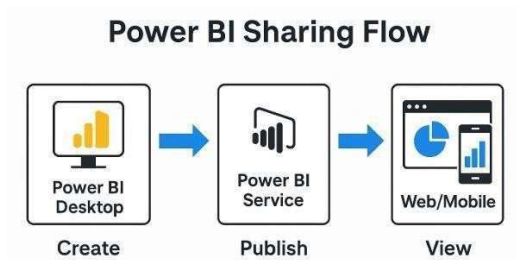 Power BI Sharing Flow
Power BI
Desktop
Power BI
Service
Web/Mobile
Create
Publish
View